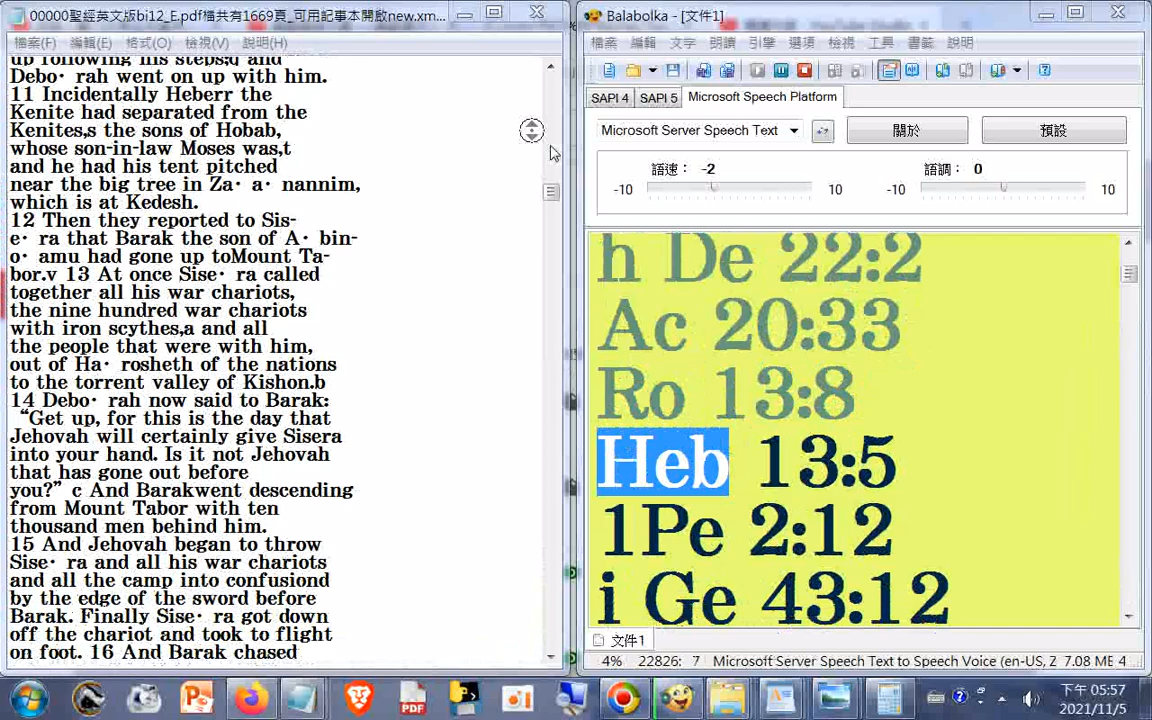 00000聖經英文版bi12_E.pdf檔共有1669頁_可用記事本開啟new.xm...
檔案(F) 編輯(E) 格式(O) 檢視(V) 說明(H)
up following his steps;q and
Debo· rah went on up with him.
11 Incidentally Heberr the
Kenite had separated from the
Kenites,s the sons of Hobab,
whose son-in-law Moses was,t
and he had his tent pitched
near the big tree in Za· a· nannim,
which is at Kedesh.
12 Then they reported to Sis-
e· ra that Barak the son of A· bin-
o· amu had gone up toMount Ta-
bor.v 13 At once Sise· ra called
together all his war chariots,
the nine hundred war chariots
with iron scythes,a and all
the people that were with him,
out of Ha· rosheth of the nations
to the torrent valley of Kishon.b
14 Debo· rah now said to Barak:
“Get up, for this is the day that
Jehovah will certainly give Sisera
into your hand. Is it not Jehovah
that has gone out before
you?” c And Barakwent descending
from Mount Tabor with ten
thousand men behind him.
15 And Jehovah began to throw
Sise· ra and all his war chariots
and all the camp into confusiond
by the edge of the sword before
Barak. Finally Sise· ra got down
off the chariot and took to flight
on foot. 16 And Barak chased
Balabolka - [文件1]
檔案 編輯 文字 朗讀 引擎 選項 檢視 工具 書籤 說明
SAPI 4 SAPI 5 Microsoft Speech Platform
Microsoft Server Speech Text 關於 預設
語速: -2 語調: 0
-10 10 -10 10
h De 22:2
Ac 20:33
Ro 13:8
Heb 13:5
1Pe 2:12
i Ge 43:12
文件1
4% 22826: 7 Microsoft Server Speech Text to Speech Voice (en-US, Z 7.08 ME 4
下午 05:57
2021/11/5